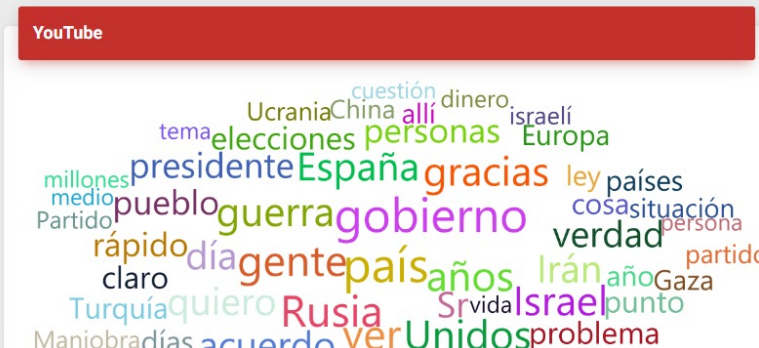 YouTube
cuestión
Ucrania China allí dinero israelí
tema elecciones personas Europa
presidente España gracias ley países
millones
medio pueblo guerra gobierno cosa situación
Partido persona
rápido día gente país años verdad partido
claro Irán año Gaza
Turquía quiero Rusia Sr vida Israel punto
Maniobra días acuerdo ver Unidos problema